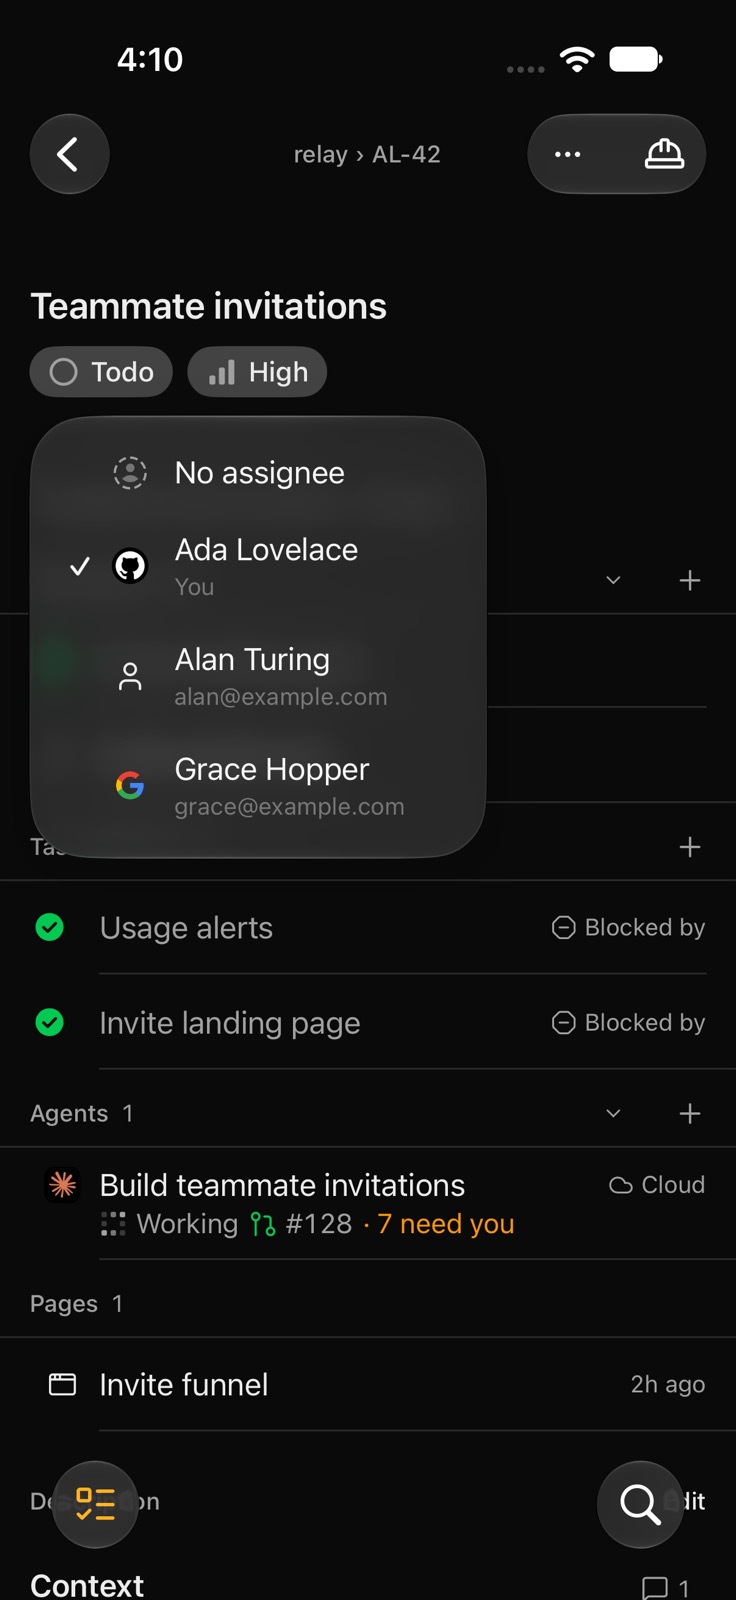 4:10
relay › AL-42
Teammate invitations
Todo
High
No assignee
Ada Lovelace
You
Alan Turing
alan@example.com
Grace Hopper
grace@example.com
Usage alerts
Blocked by
Invite landing page
Blocked by
Agents 1
Build teammate invitations
Cloud
Working #128 · 7 need you
Pages 1
Invite funnel
2h ago
Context
1